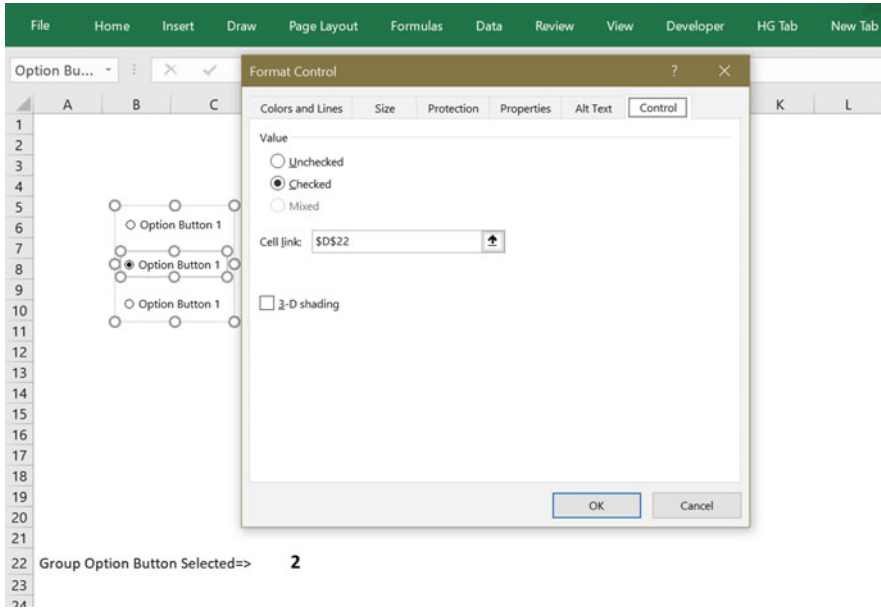 File Home Insert Draw Page Layout Formulas Data Review View Developer HG Tab New Tab
Option Bu...
Format Control ?
A B C K L
Colors and Lines Size Protection Properties Alt Text Control
1
Value
2
Unchecked
3
Checked
4
Mixed
5
6 Option Button 1
Cell link: $D$22
7
8 Option Button 1
9
10 Option Button 1
3-D shading
11
12
13
14
15
16
17
18
19
OK Cancel
20
21
22 Group Option Button Selected=> 2
23
24